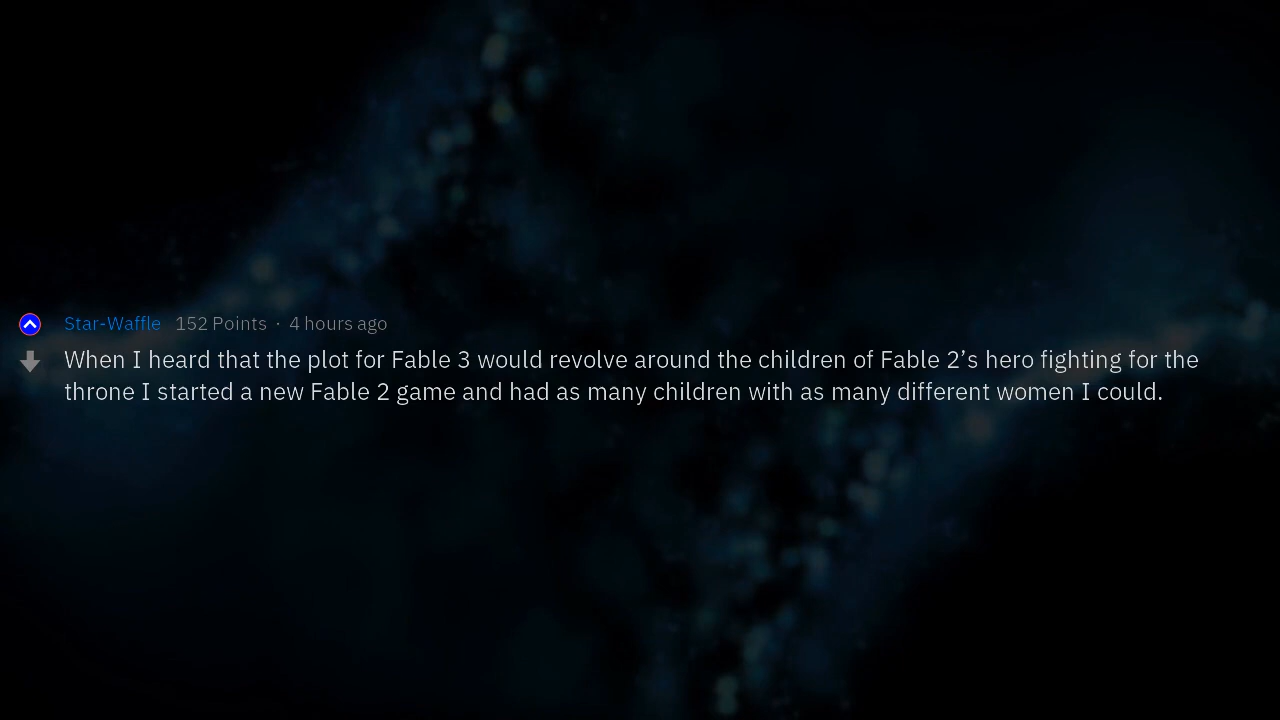 Star-Waffle 152 Points · 4 hours ago
When I heard that the plot for Fable 3 would revolve around the children of Fable 2’s hero fighting for the
throne I started a new Fable 2 game and had as many children with as many different women I could.